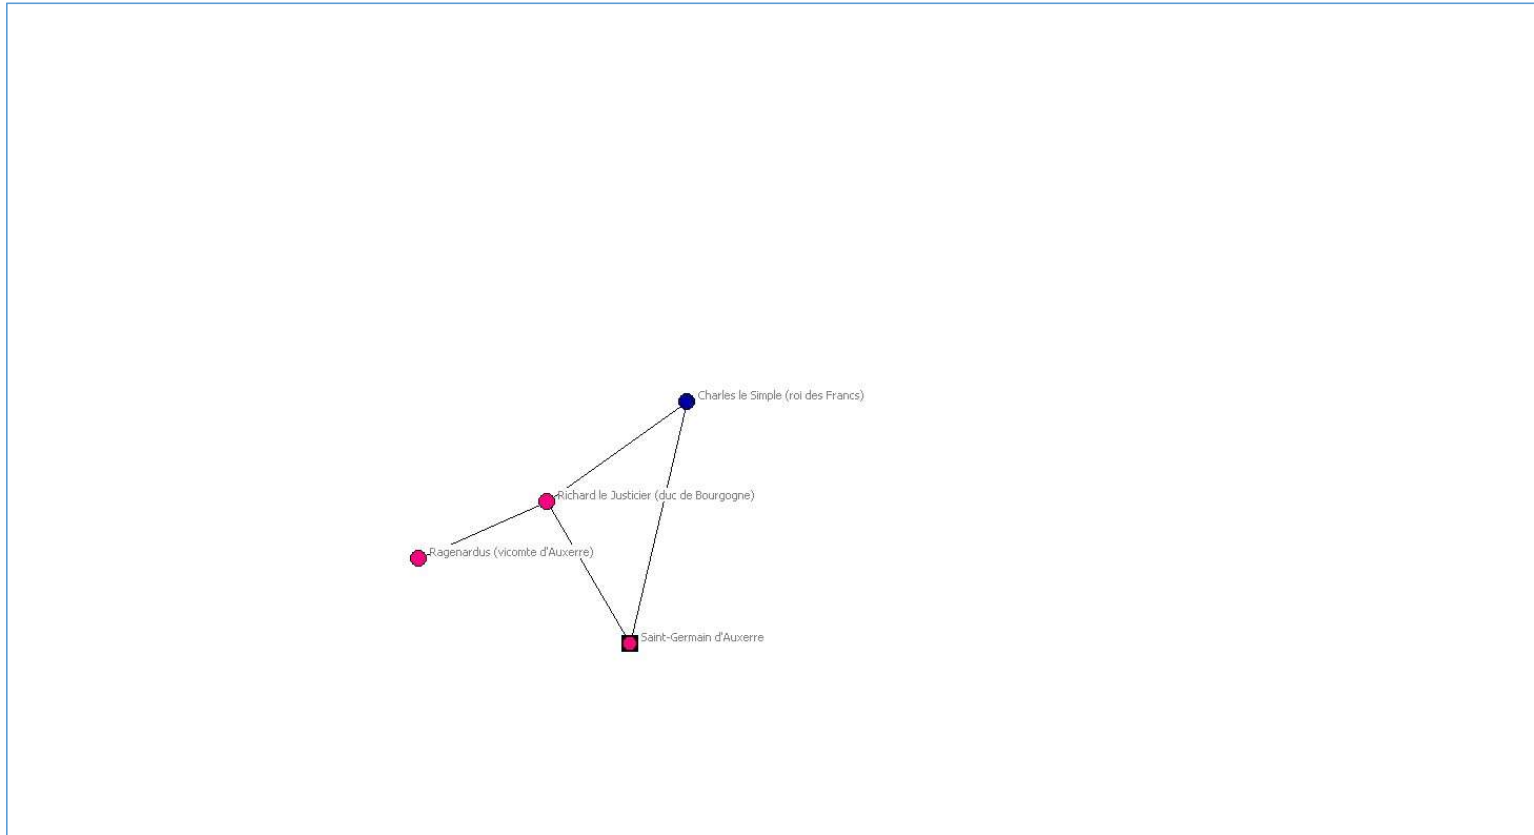 Charles le Simple (roi des Francs)
Richard le Justicier (duc de Bourgogne)
Ragenardus (vicomte d'Auxerre)
Saint-Germain d'Auxerre